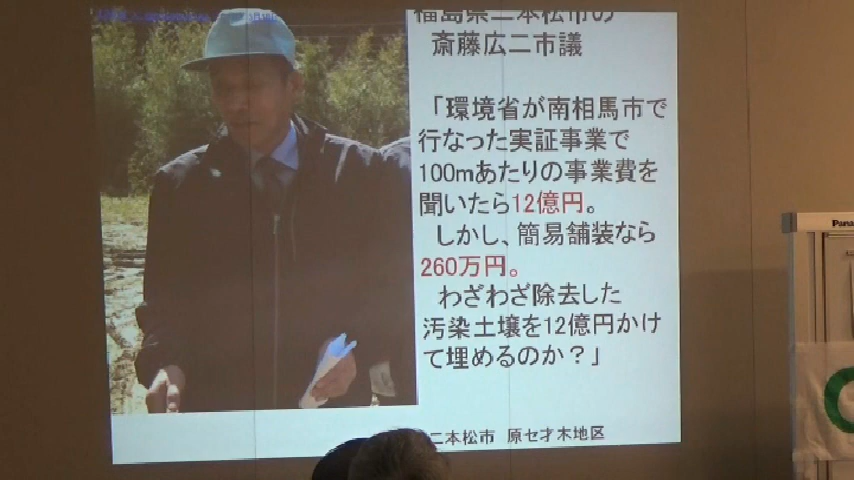 福島県二本松市の
斎藤広二市議
「環境省が南相馬市で
行なった実証事業で
100mあたりの事業費を
聞いたら12億円。
しかし、簡易舗装なら
260万円。
わざわざ除去した
汚染土壌を12億円かけ
て埋めるのか？」
二本松市 原セ才木地区
Pana